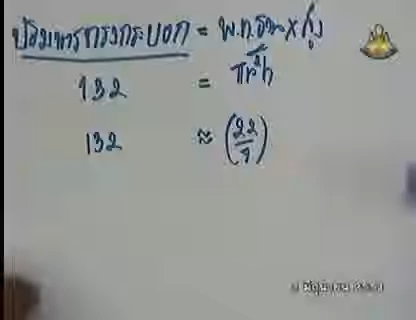 ปริมาตรทรงกระบอก = พ.ท.ฐาน x สูง
132 = πr²h
132 ≈ (22/7)